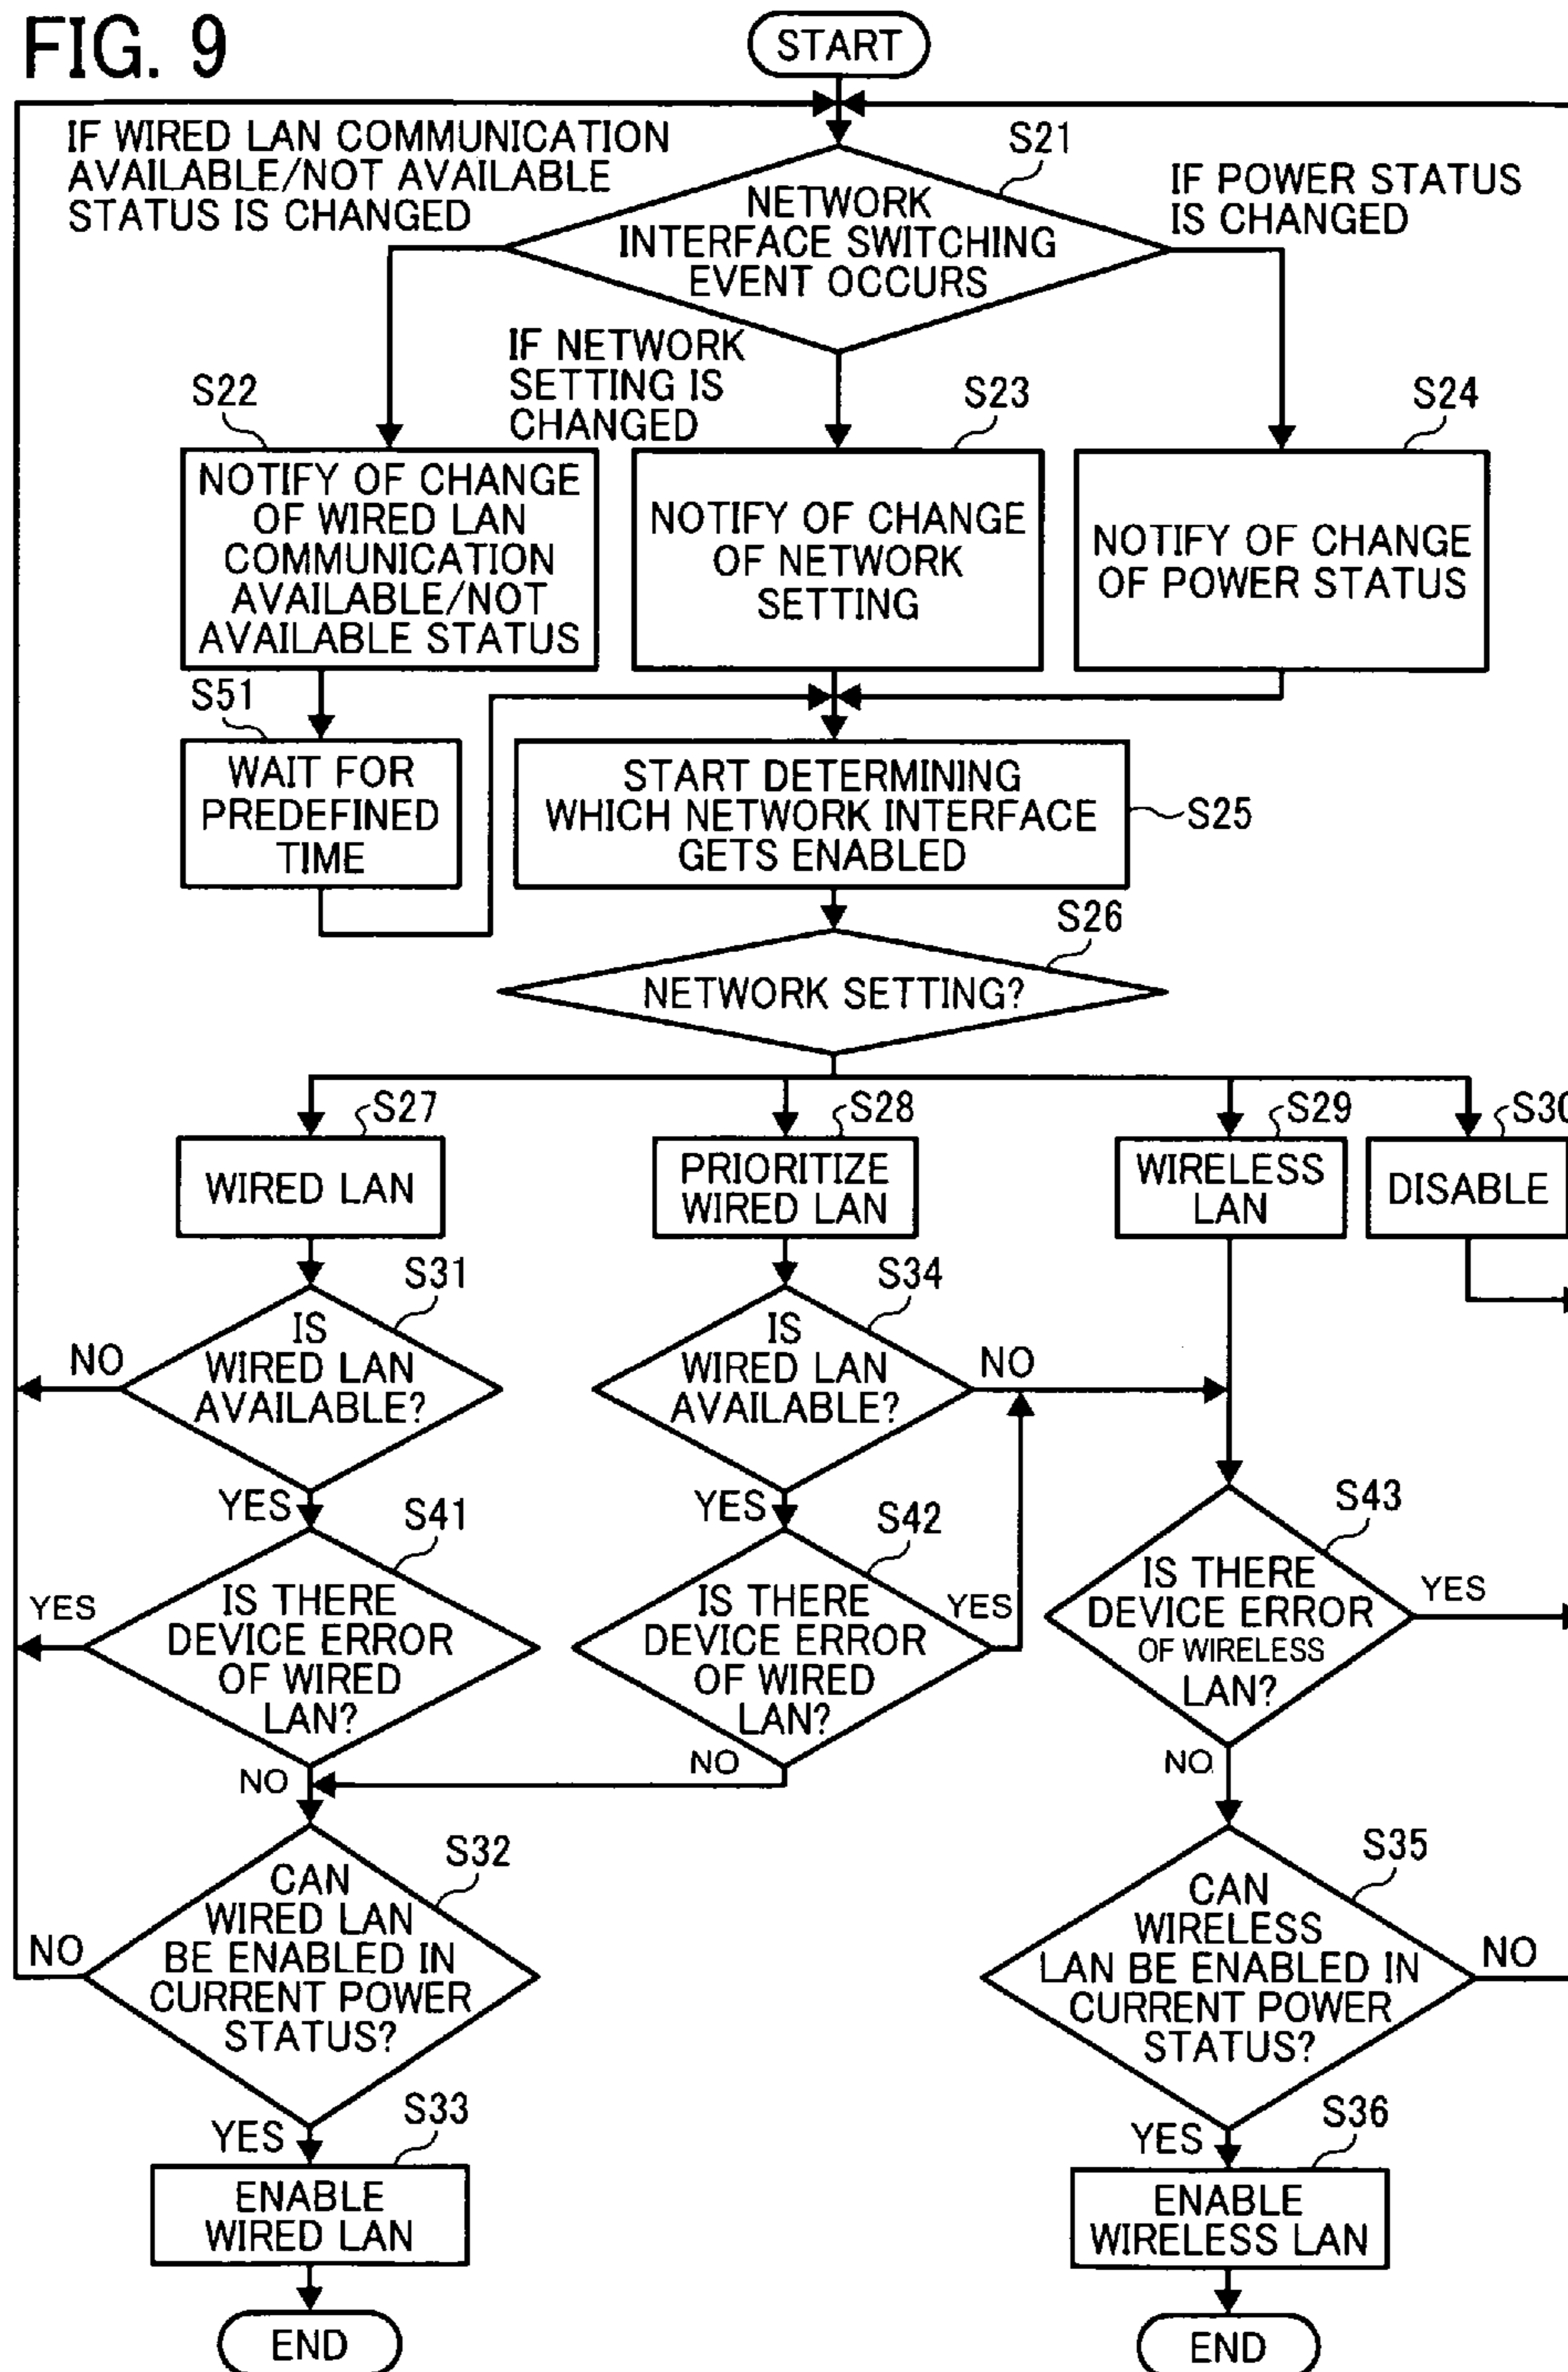 FIG. 9
START
IF WIRED LAN COMMUNICATION
AVAILABLE/NOT AVAILABLE
STATUS IS CHANGED
S21
IF POWER STATUS
IS CHANGED
NETWORK
INTERFACE SWITCHING
EVENT OCCURS
IF NETWORK
SETTING IS
CHANGED
S22
NOTIFY OF CHANGE
OF WIRED LAN
COMMUNICATION
AVAILABLE/NOT
AVAILABLE STATUS
S23
NOTIFY OF CHANGE
OF NETWORK
SETTING
S24
NOTIFY OF CHANGE
OF POWER STATUS
S51
WAIT FOR
PREDEFINED
TIME
START DETERMINING
WHICH NETWORK INTERFACE
GETS ENABLED
S25
S26
NETWORK SETTING?
S27
WIRED LAN
S28
PRIORITIZE
WIRED LAN
S29
WIRELESS
LAN
S30
DISABLE
S31
IS
WIRED LAN
AVAILABLE?
NO
YES
S34
IS
WIRED LAN
AVAILABLE?
NO
YES
S41
IS THERE
DEVICE ERROR
OF WIRED
LAN?
YES
NO
S42
IS THERE
DEVICE ERROR
OF WIRED
LAN?
YES
NO
S43
IS THERE
DEVICE ERROR
OF WIRELESS
LAN?
YES
NO
S32
CAN
WIRED LAN
BE ENABLED IN
CURRENT POWER
STATUS?
NO
YES
S35
CAN
WIRELESS
LAN BE ENABLED IN
CURRENT POWER
STATUS?
NO
YES
S33
ENABLE
WIRED LAN
S36
ENABLE
WIRELESS LAN
END
END